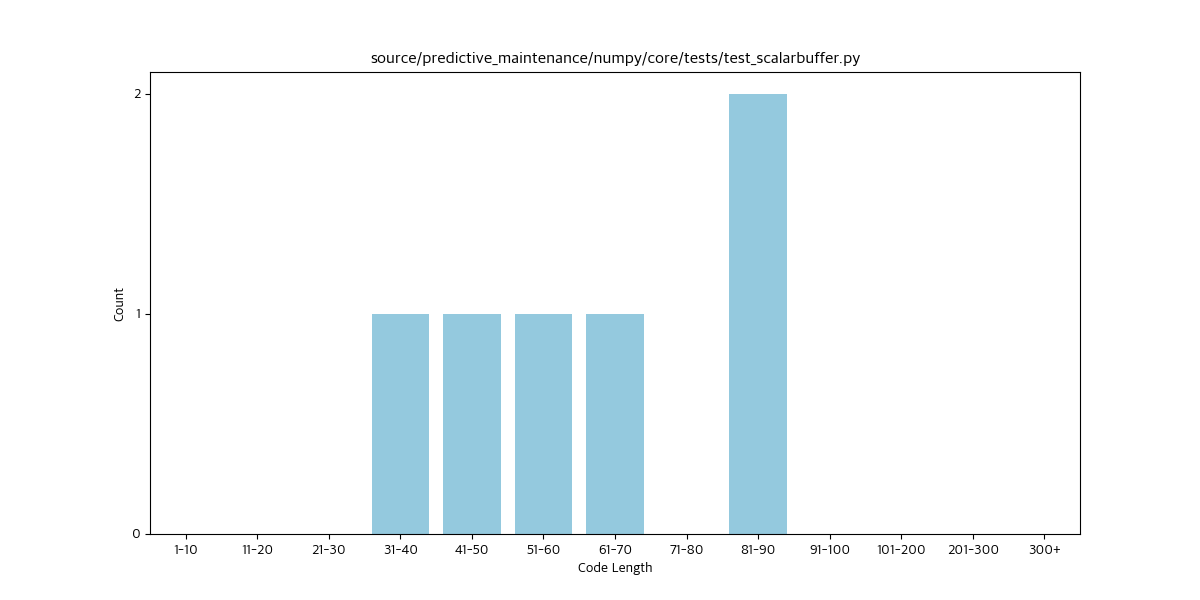 source/predictive_maintenance/numpy/core/tests/test_scalarbuffer.py
2
1
0
Count
1-10 11-20 21-30 31-40 41-50 51-60 61-70 71-80 81-90 91-100 101-200 201-300 300+
Code Length